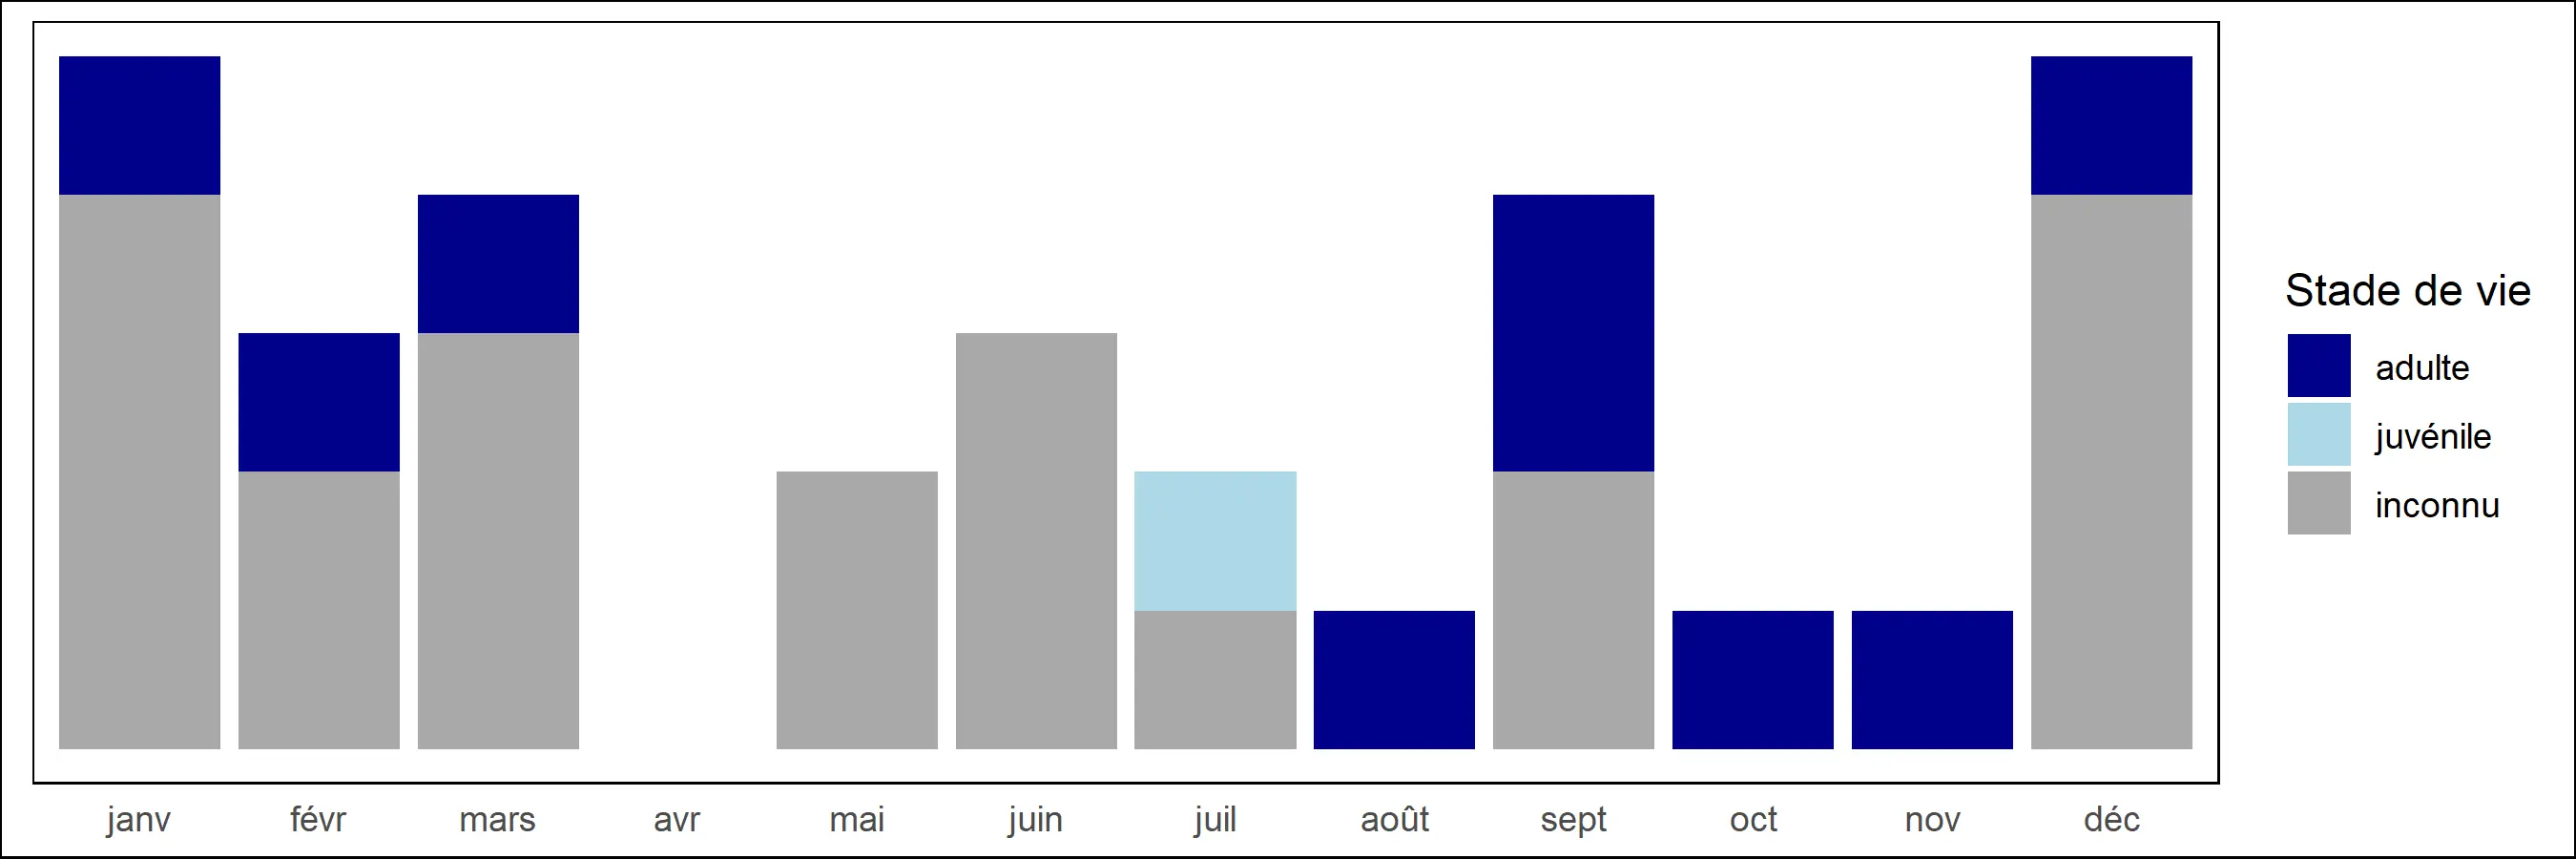 Stade de vie
adulte
juvénile
inconnu
janv févr mars avr mai juin juil août sept oct nov déc